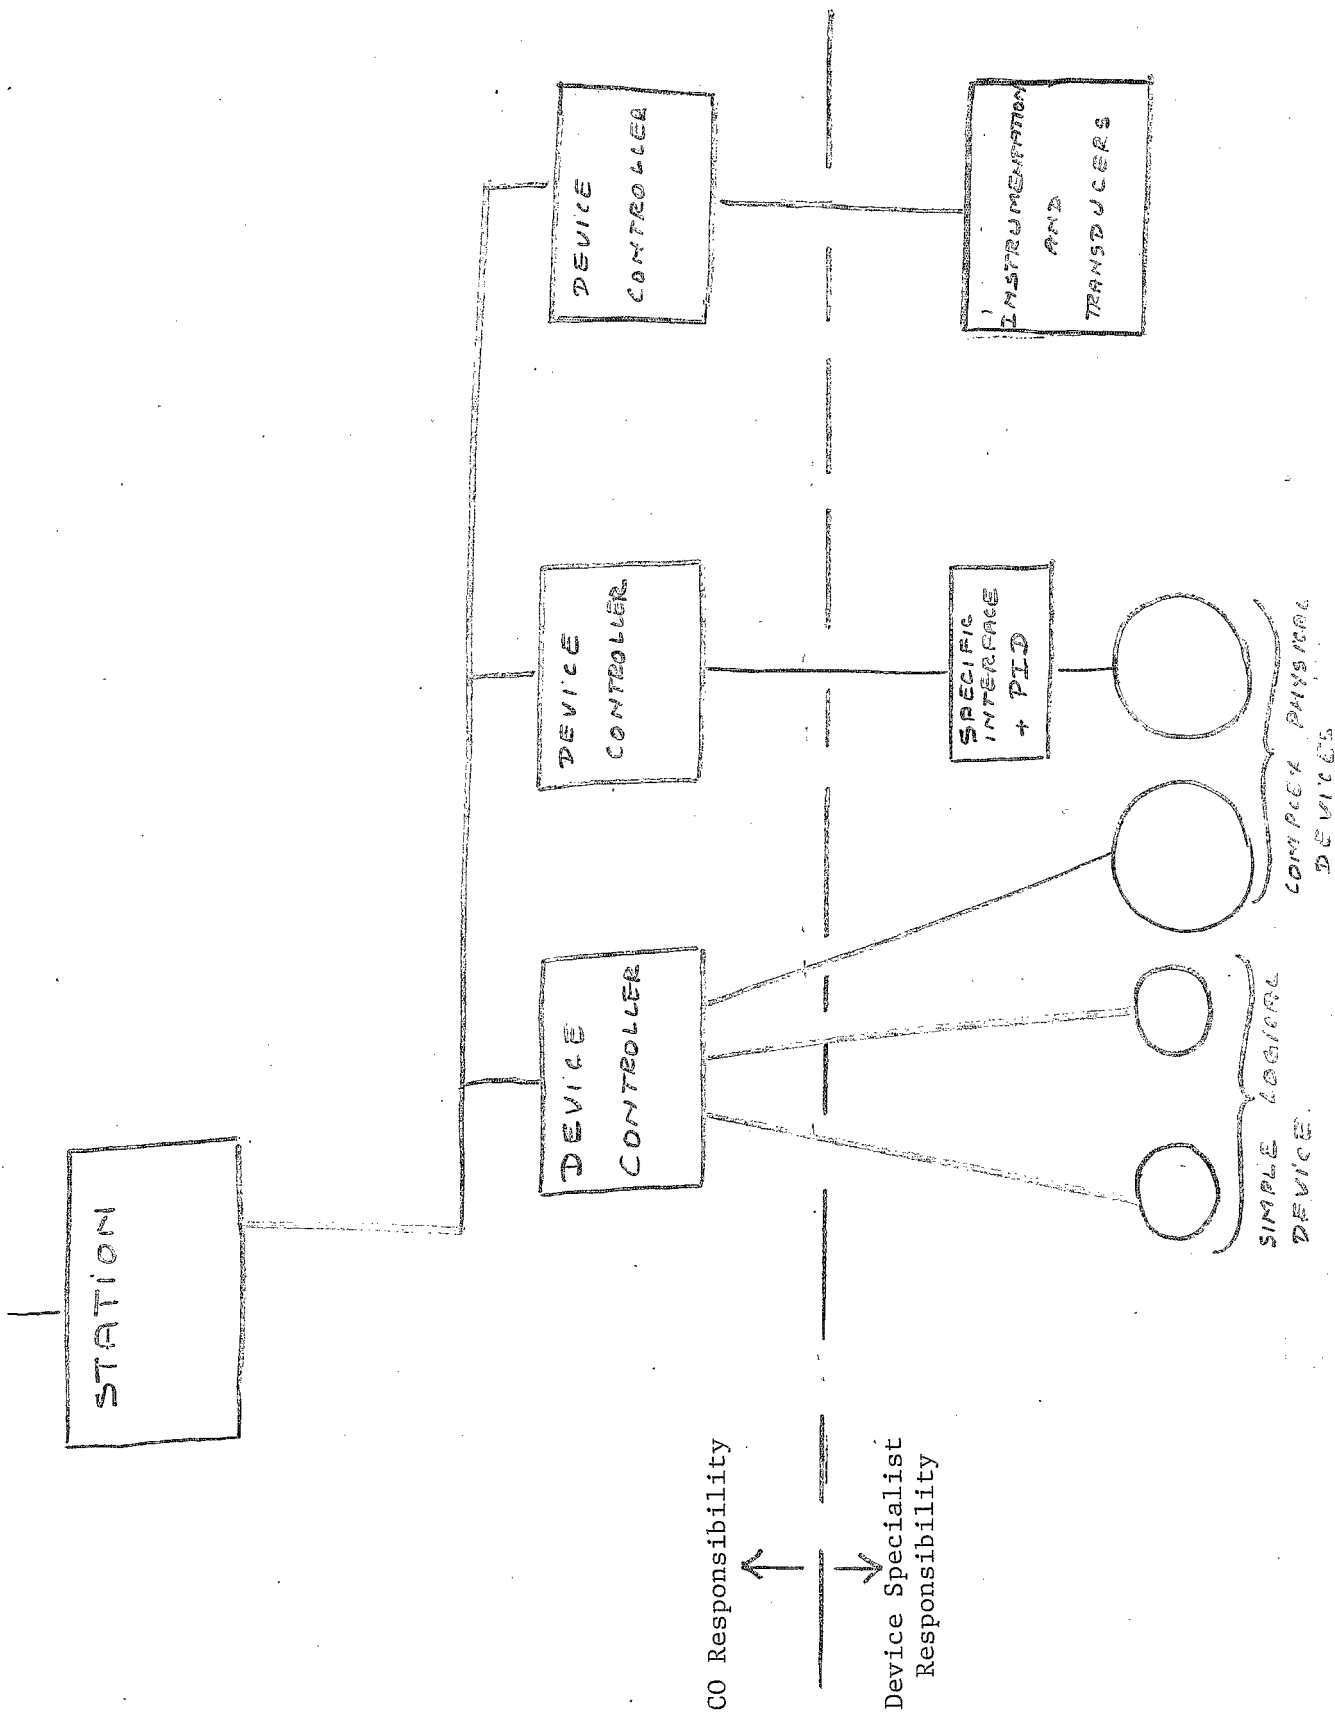 STATION
DEVICE
CONTROLLER
DEVICE
CONTROLLER
DEVICE
CONTROLLER
CO Responsibility
Device Specialist
Responsibility
SPECIFIC
INTERFACE
+ PID
INSTRUMENTATION
AND
TRANSDUCERS
SIMPLE LOGICAL
DEVICE.
COMPLEX PHYSICAL
DEVICES